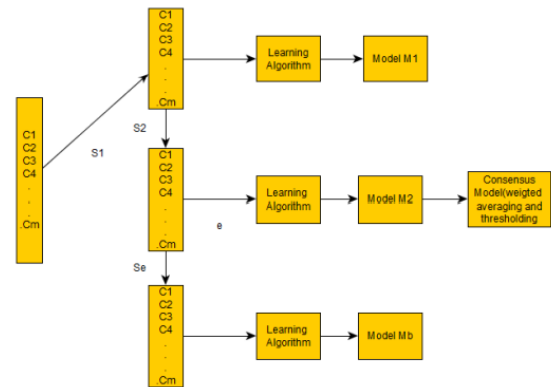 C1
C2
C3
C4
.
.
.
.Cm
S1
C1
C2
C3
C4
.
.
.
.Cm
Learning
Algorithm
Model M1
S2
C1
C2
C3
C4
.
.
.
.Cm
e
Learning
Algorithm
Model M2
Consensus
Model(weigted
averaging and
thresholding
Se
C1
C2
C3
C4
.
.
.
.Cm
Learning
Algorithm
Model Mb